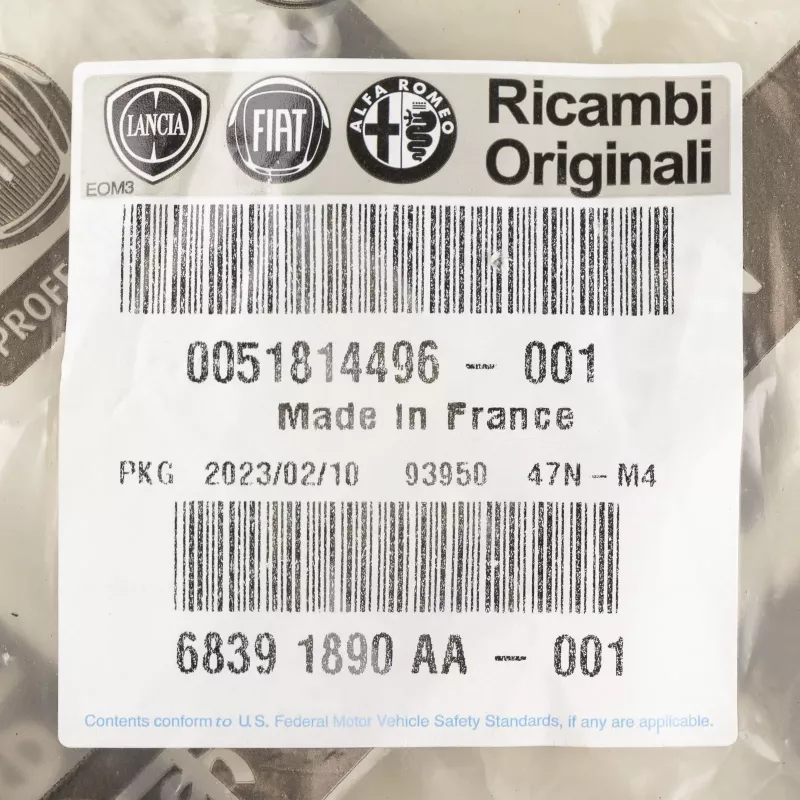 LANCIA
FIAT
ALFA ROMEO
Ricambi
Originali
EOM3
0051814496 - 001
Made In France
PKG 2023/02/10 93950 47N - M4
6839 1890 AA - 001
Contents conform to U.S. Federal Motor Vehicle Safety Standards, if any are applicable.
PROFE